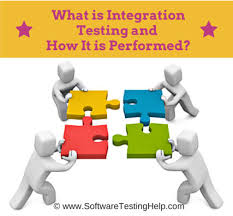 What is Integration
Testing and
How It is Performed?
© www.SoftwareTestingHelp.com